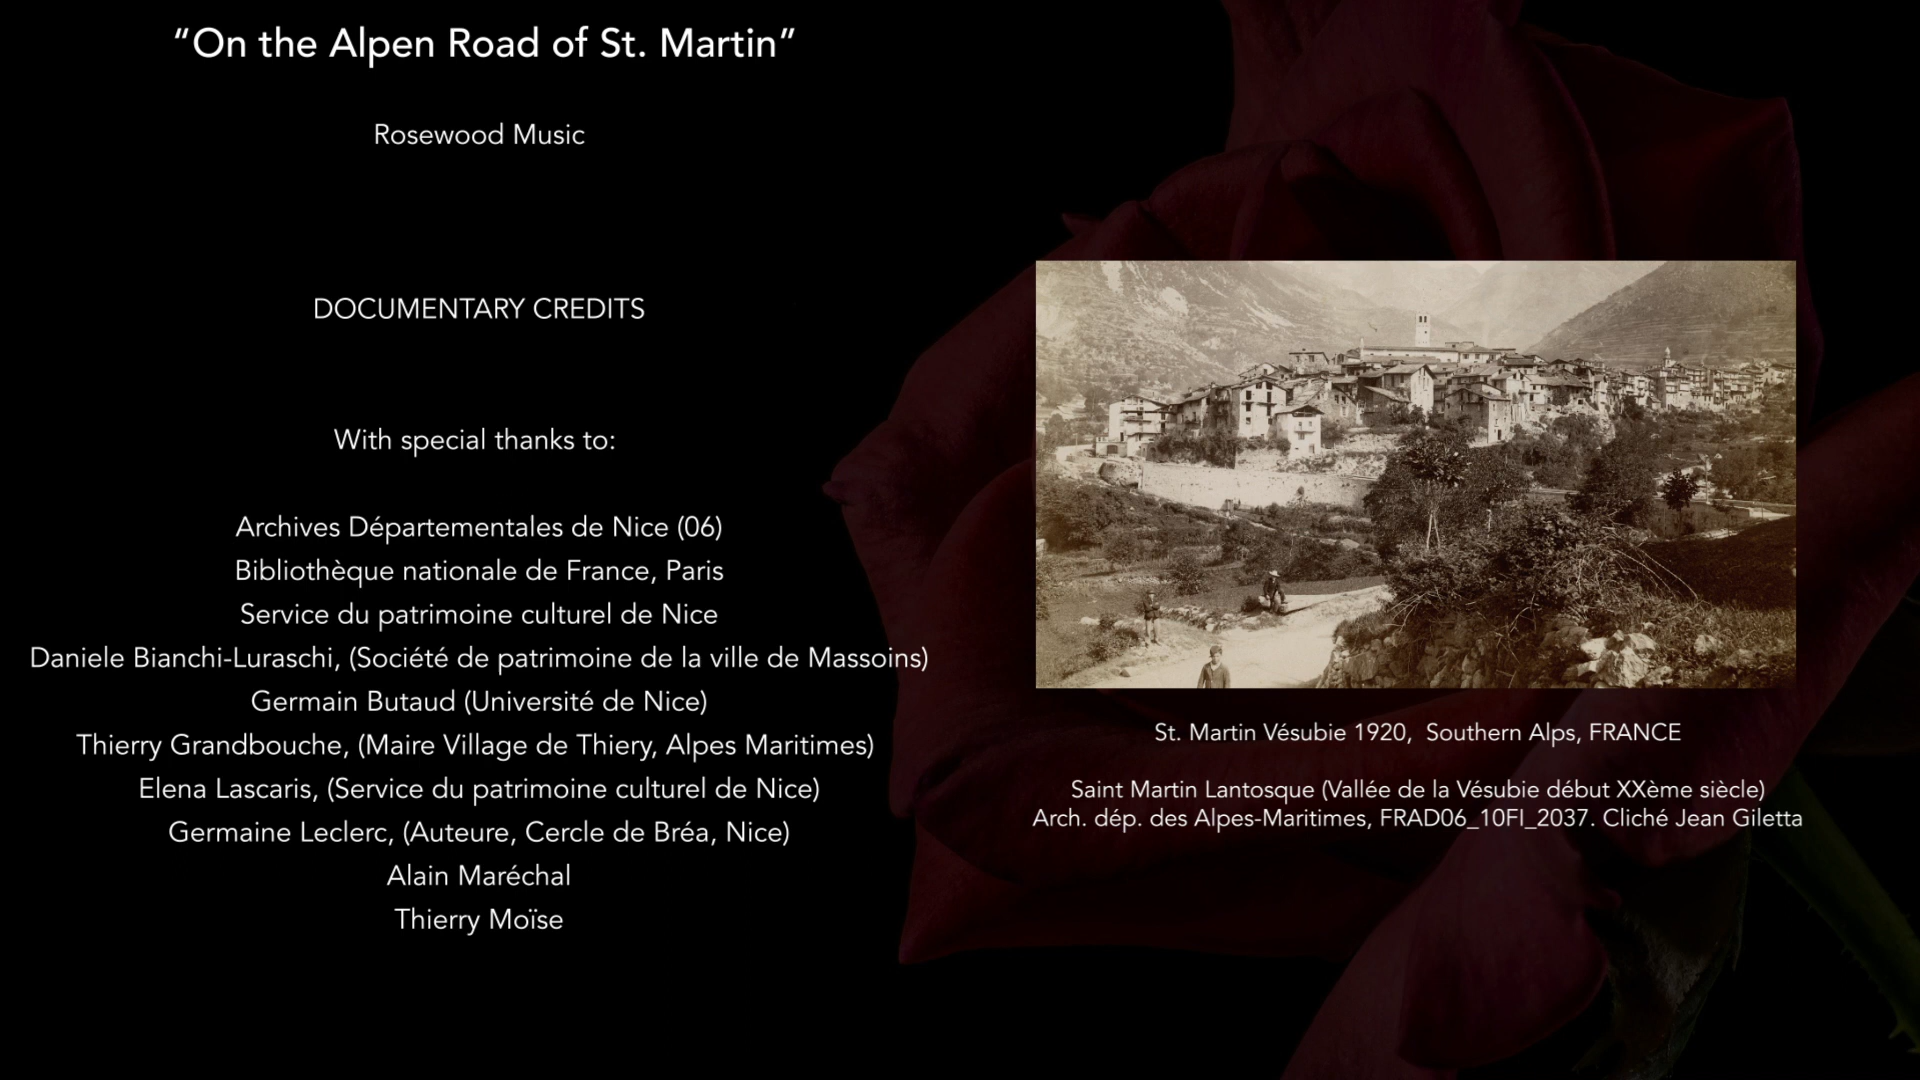 “On the Alpen Road of St. Martin”
Rosewood Music
DOCUMENTARY CREDITS
With special thanks to:
Archives Départementales de Nice (06)
Bibliothèque nationale de France, Paris
Service du patrimoine culturel de Nice
Daniele Bianchi-Luraschi, (Société de patrimoine de la ville de Massoins)
Germain Butaud (Université de Nice)
Thierry Grandbouche, (Maire Village de Thiery, Alpes Maritimes)
Elena Lascaris, (Service du patrimoine culturel de Nice)
Germaine Leclerc, (Auteure, Cercle de Bréa, Nice)
Alain Maréchal
Thierry Moïse
St. Martin Vésubie 1920, Southern Alps, FRANCE
Saint Martin Lantosque (Vallée de la Vésubie début XXème siècle)
Arch. dép. des Alpes-Maritimes, FRAD06_10FI_2037. Cliché Jean Giletta